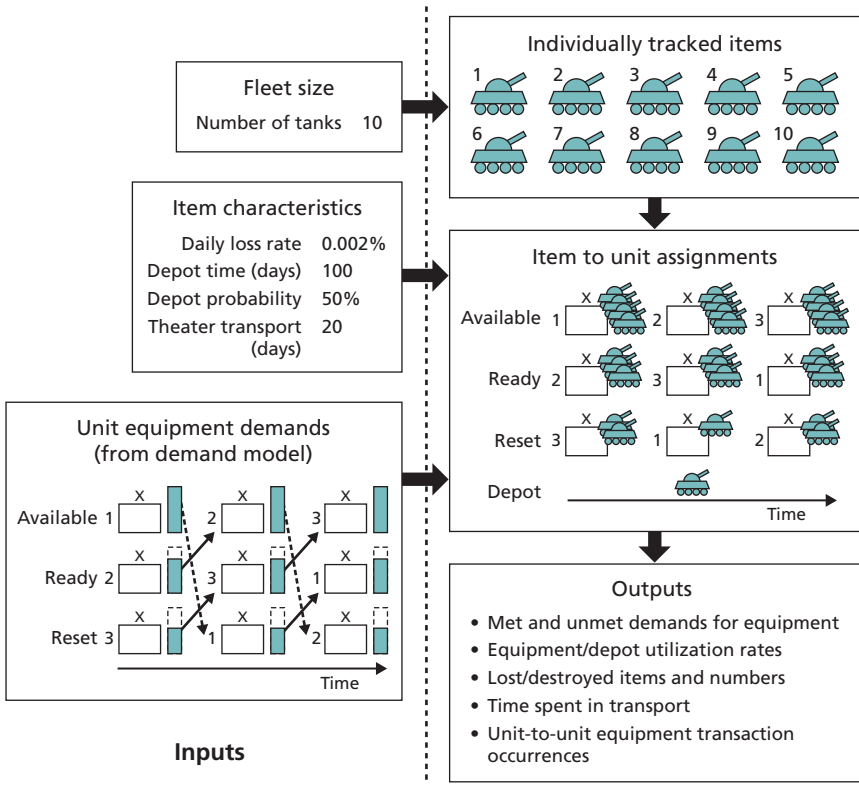 Fleet size
Number of tanks 10
Item characteristics
Daily loss rate 0.002%
Depot time (days) 100
Depot probability 50%
Theater transport 20
(days)
Unit equipment demands
(from demand model)
X X X
Available 1 2 3
X X X
Ready 2 3 1
X X X
Reset 3 1 2
Time
Inputs
Individually tracked items
1 2 3 4 5
6 7 8 9 10
Item to unit assignments
X X X
Available 1 2 3
X X X
Ready 2 3 1
X X X
Reset 3 1 2
Depot
Time
Outputs
• Met and unmet demands for equipment
• Equipment/depot utilization rates
• Lost/destroyed items and numbers
• Time spent in transport
• Unit-to-unit equipment transaction
occurrences